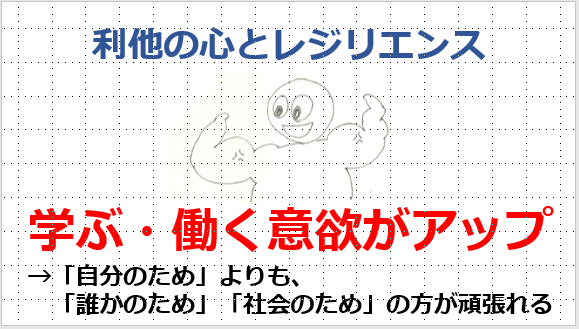 利他の心とレジリエンス
学ぶ・働く意欲がアップ
→「自分のため」よりも、
「誰かのため」「社会のため」の方が頑張れる